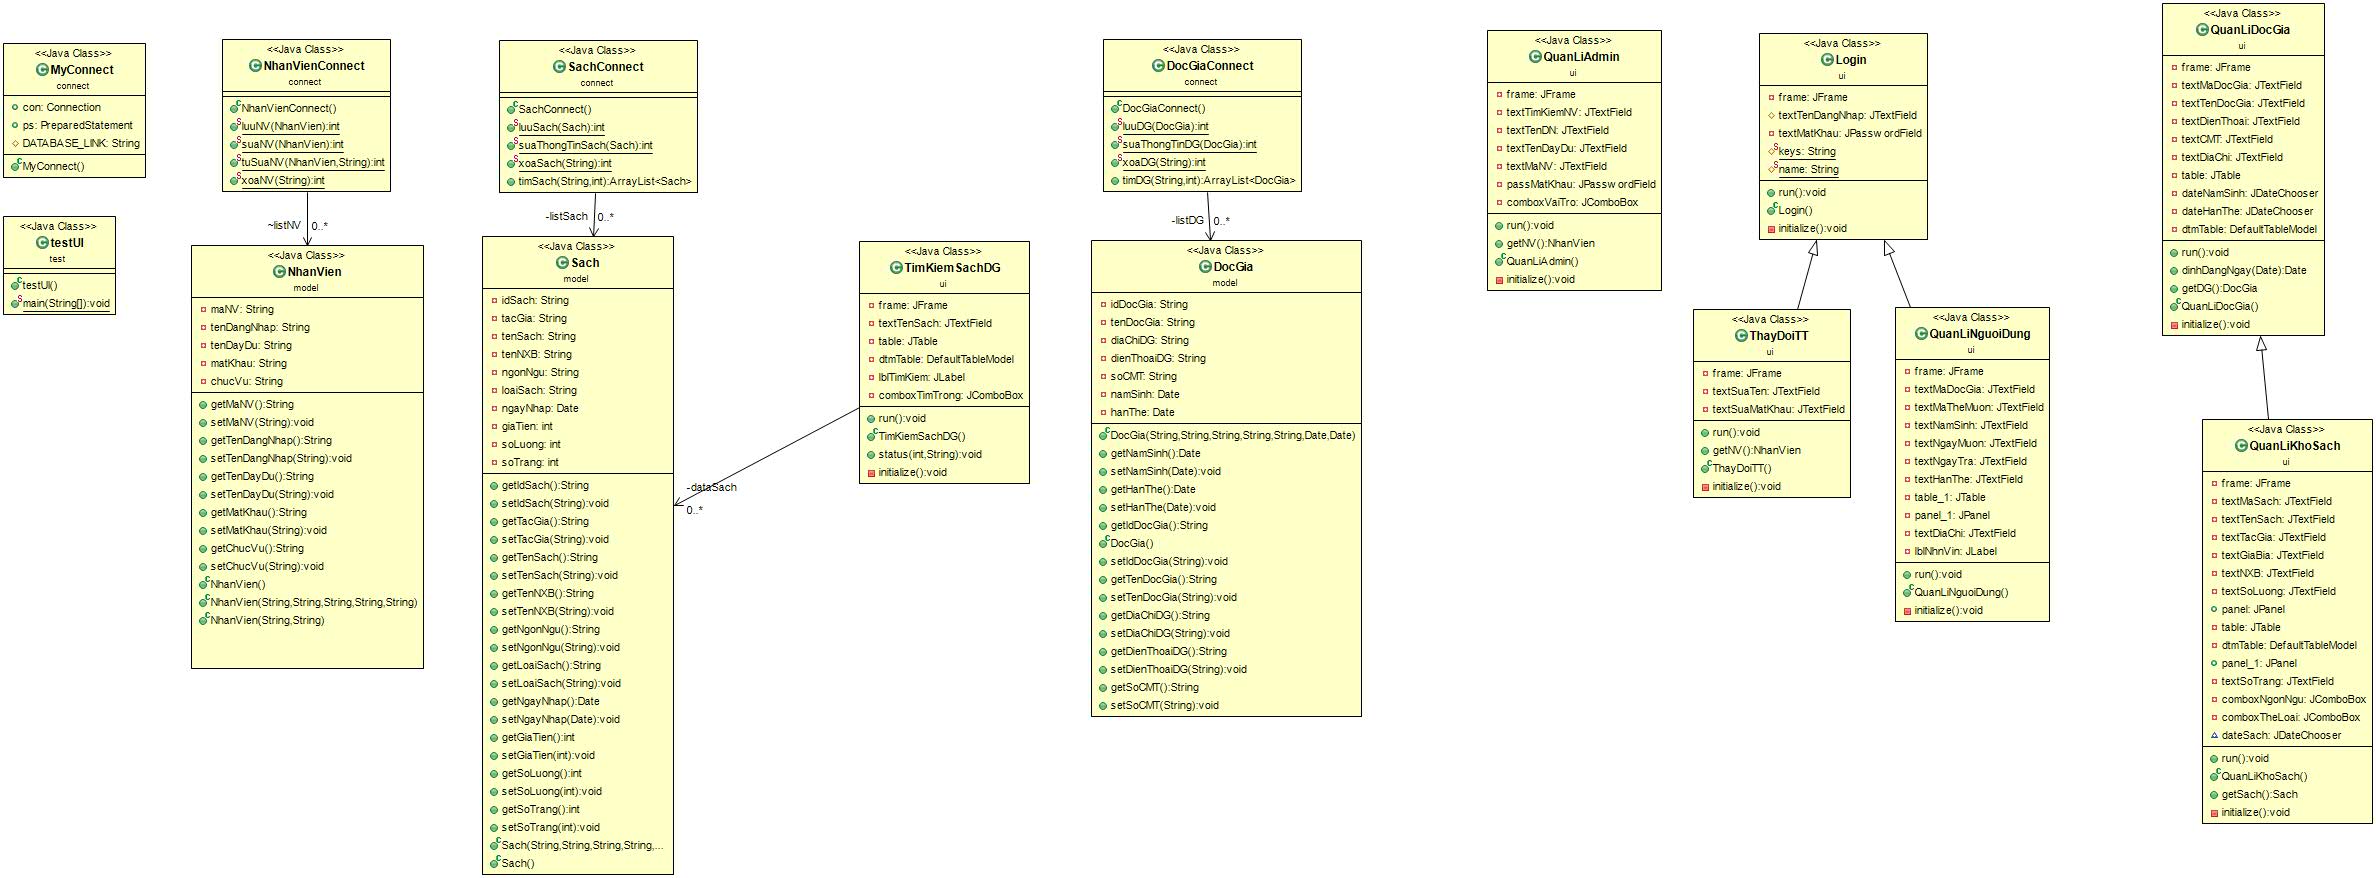 <<Java Class>>
MyConnect
connect
con: Connection
ps: PreparedStatement
DATABASE_LINK: String
MyConnect()
<<Java Class>>
testUI
test
testUI()
main(String[]):void
<<Java Class>>
NhanVienConnect
connect
NhanVienConnect()
luuNV(NhanVien):int
suaNV(NhanVien):int
tuSuaNV(NhanVien,String):int
xoaNV(String):int
~listNV
0..*
<<Java Class>>
NhanVien
model
maNV: String
tenDangNhap: String
tenDayDu: String
matKhau: String
chucVu: String
getMaNV():String
setMaNV(String):void
getTenDangNhap():String
setTenDangNhap(String):void
getTenDayDu():String
setTenDayDu(String):void
getMatKhau():String
setMatKhau(String):void
getChucVu():String
setChucVu(String):void
NhanVien()
NhanVien(String,String,String,String,String)
NhanVien(String,String)
<<Java Class>>
SachConnect
connect
SachConnect()
luuSach(Sach):int
suaThongTinSach(Sach):int
xoaSach(String):int
timSach(String,int):ArrayList<Sach>
-listSach
0..*
<<Java Class>>
Sach
model
idSach: String
tacGia: String
tenSach: String
tenNXB: String
ngonNgu: String
loaiSach: String
ngayNhap: Date
giaTien: int
soLuong: int
soTrang: int
getIdSach():String
setIdSach(String):void
getTacGia():String
setTacGia(String):void
getTenSach():String
setTenSach(String):void
getTenNXB():String
setTenNXB(String):void
getNgonNgu():String
setNgonNgu(String):void
getLoaiSach():String
setLoaiSach(String):void
getNgayNhap():Date
setNgayNhap(Date):void
getGiaTien():int
setGiaTien(int):void
getSoLuong():int
setSoLuong(int):void
getSoTrang():int
setSoTrang(int):void
Sach(String,String,String,String,...
Sach()
<<Java Class>>
TimKiemSachDG
ui
frame: JFrame
textTenSach: JTextField
table: JTable
dtmTable: DefaultTableModel
lblTimKiem: JLabel
comboxTimTrong: JComboBox
run():void
TimKiemSachDG()
status(int,String):void
initialize():void
-dataSach
0..*
<<Java Class>>
DocGiaConnect
connect
DocGiaConnect()
luuDG(DocGia):int
suaThongTinDG(DocGia):int
xoaDG(String):int
timDG(String,int):ArrayList<DocGia>
-listDG
0..*
<<Java Class>>
DocGia
model
idDocGia: String
tenDocGia: String
diaChiDG: String
dienThoaiDG: String
soCMT: String
namSinh: Date
hanThe: Date
DocGia(String,String,String,String,String,Date,Date)
getNamSinh():Date
setNamSinh(Date):void
getHanThe():Date
setHanThe(Date):void
getIdDocGia():String
DocGia()
setIdDocGia(String):void
getTenDocGia():String
setTenDocGia(String):void
getDiaChiDG():String
setDiaChiDG(String):void
getDienThoaiDG():String
setDienThoaiDG(String):void
getSoCMT():String
setSoCMT(String):void
<<Java Class>>
QuanLiAdmin
ui
frame: JFrame
textTimKiemNV: JTextField
textTenDN: JTextField
textTenDayDu: JTextField
textMaNV: JTextField
passMatKhau: JPasswordField
comboxVaiTro: JComboBox
run():void
getNV():NhanVien
QuanLiAdmin()
initialize():void
<<Java Class>>
Login
ui
frame: JFrame
textTenDangNhap: JTextField
textMatKhau: JPasswordField
keys: String
name: String
run():void
Login()
initialize():void
<<Java Class>>
ThayDoiTT
ui
frame: JFrame
textSuaTen: JTextField
textSuaMatKhau: JTextField
run():void
getNV():NhanVien
ThayDoiTT()
initialize():void
<<Java Class>>
QuanLiNguoiDung
ui
frame: JFrame
textMaDocGia: JTextField
textMaTheMuon: JTextField
textNamSinh: JTextField
textNgayMuon: JTextField
textNgayTra: JTextField
textHanThe: JTextField
table_1: JTable
panel_1: JPanel
textDiaChi: JTextField
lblNhnVin: JLabel
run():void
QuanLiNguoiDung()
initialize():void
<<Java Class>>
QuanLiDocGia
ui
frame: JFrame
textMaDocGia: JTextField
textTenDocGia: JTextField
textDienThoai: JTextField
textCMT: JTextField
textDiaChi: JTextField
table: JTable
dateNamSinh: JDateChooser
dateHanThe: JDateChooser
dtmTable: DefaultTableModel
run():void
dinhDangNgay(Date):Date
getDG():DocGia
QuanLiDocGia()
initialize():void
<<Java Class>>
QuanLiKhoSach
ui
frame: JFrame
textMaSach: JTextField
textTenSach: JTextField
textTacGia: JTextField
textGiaBia: JTextField
textNXB: JTextField
textSoLuong: JTextField
panel: JPanel
table: JTable
dtmTable: DefaultTableModel
panel_1: JPanel
textSoTrang: JTextField
comboxNgonNgu: JComboBox
comboxTheLoai: JComboBox
dateSach: JDateChooser
run():void
QuanLiKhoSach()
getSach():Sach
initialize():void